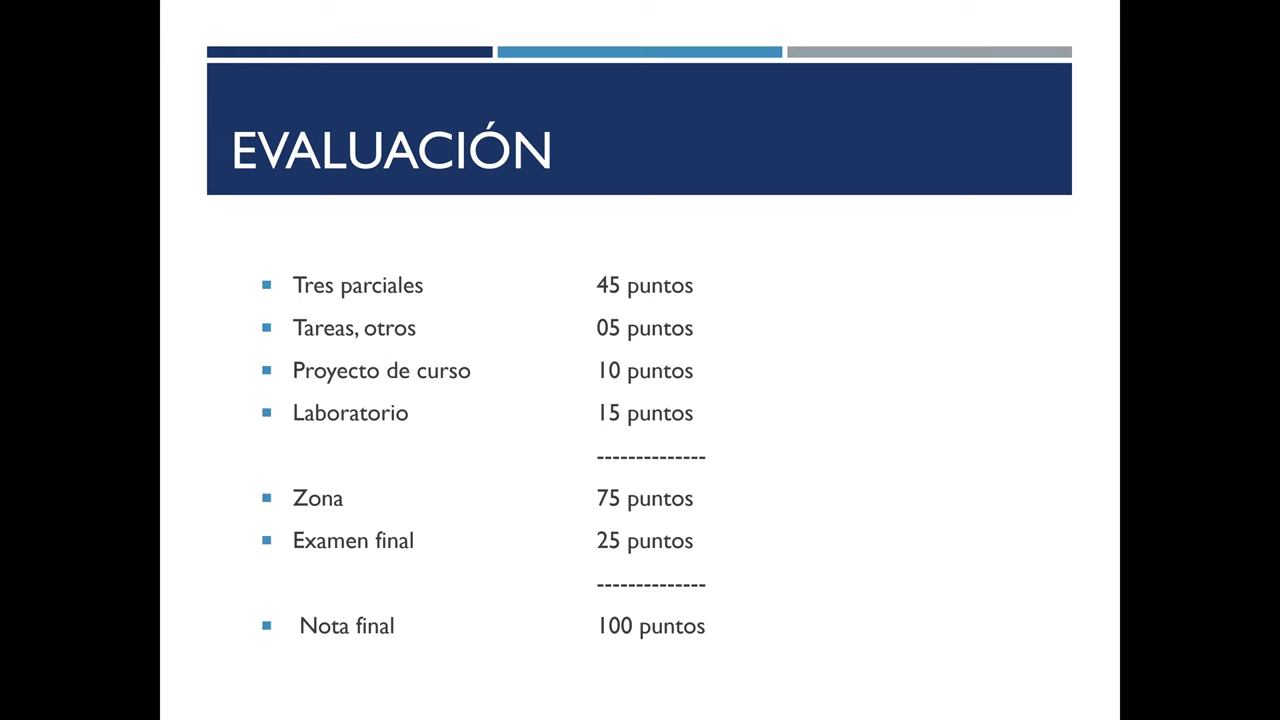 EVALUACIÓN
Tres parciales 45 puntos
Tareas, otros 05 puntos
Proyecto de curso 10 puntos
Laboratorio 15 puntos
--------------
Zona 75 puntos
Examen final 25 puntos
--------------
Nota final 100 puntos